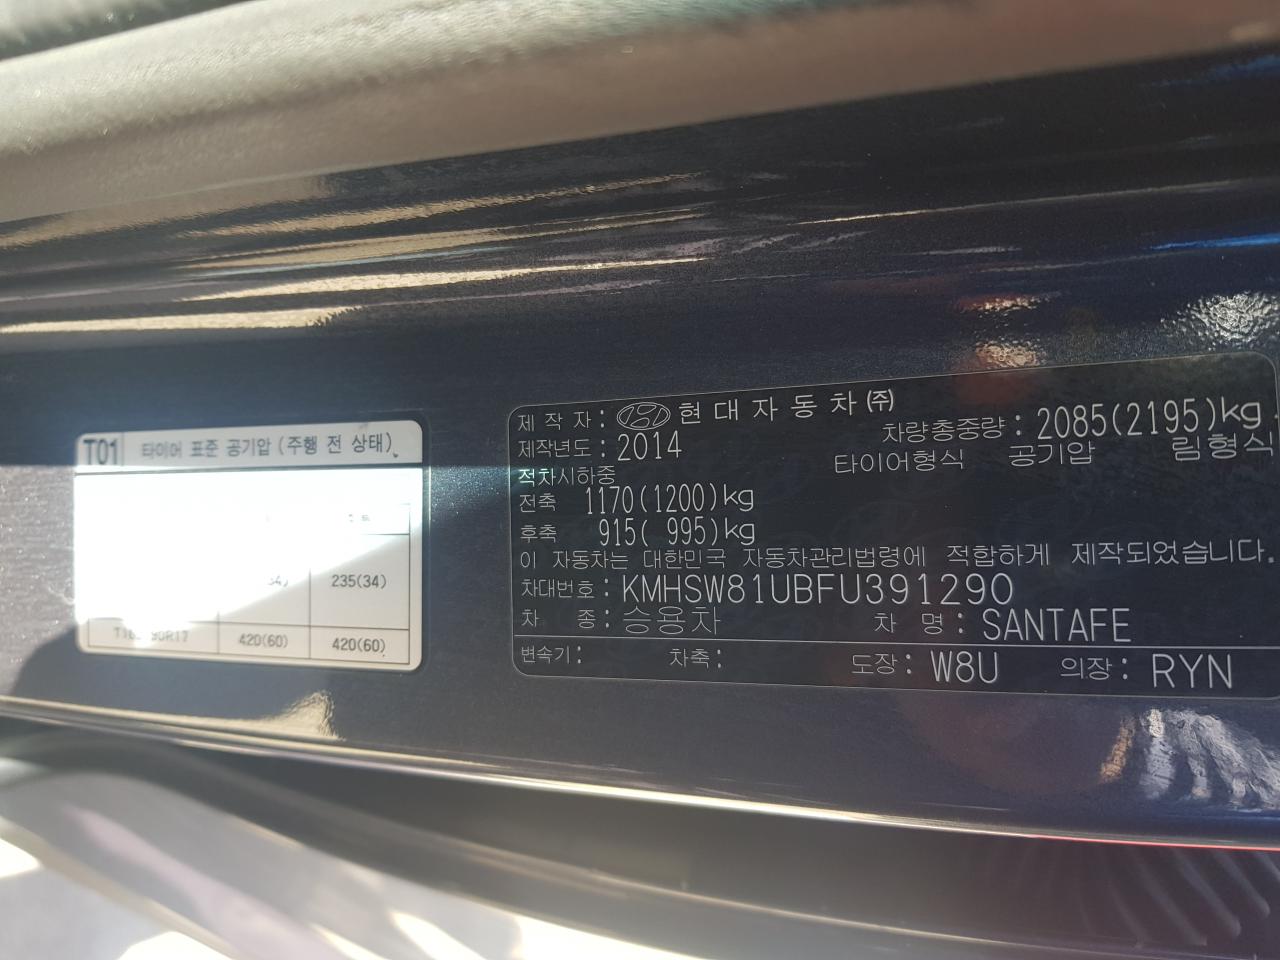 T01 타이어 표준 공기압 (주행 전 상태)
235(34)
420(60) 420(60)
제 작 자 : 현대자동차㈜
제작년도 : 2014
차량총중량 : 2085(2195)kg
적차시하중 타이어형식 공기압 림형식
전축 1170(1200)kg
후축 915( 995)kg
이 자동차는 대한민국 자동차관리법령에 적합하게 제작되었습니다.
차대번호 : KMHSW81UBFU391290
차 종 : 승용차 차 명 : SANTAFE
변속기 : 차축 : 도장 : W8U 의장 : RYN